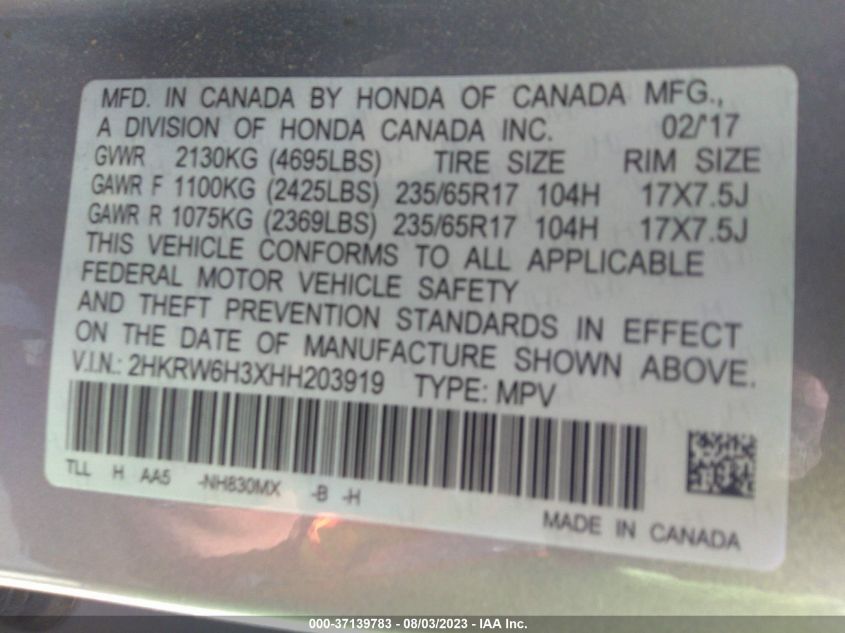 MFD. IN CANADA BY HONDA OF CANADA MFG.,
A DIVISION OF HONDA CANADA INC. 02/'17
GVWR 2130KG (4695LBS) TIRE SIZE RIM SIZE
GAWR F 1100KG (2425LBS) 235/65R17 104H 17X7.5J
GAWR R 1075KG (2369LBS) 235/65R17 104H 17X7.5J
THIS VEHICLE CONFORMS TO ALL APPLICABLE
FEDERAL MOTOR VEHICLE SAFETY
AND THEFT PREVENTION STANDARDS IN EFFECT
ON THE DATE OF MANUFACTURE SHOWN ABOVE.
V.I.N.: 2HKRW6H3XHH203919 TYPE: MPV
TLL H AA5 -NH830MX -B -H
MADE IN CANADA
000-37139783 - 08/03/2023 - IAA Inc.